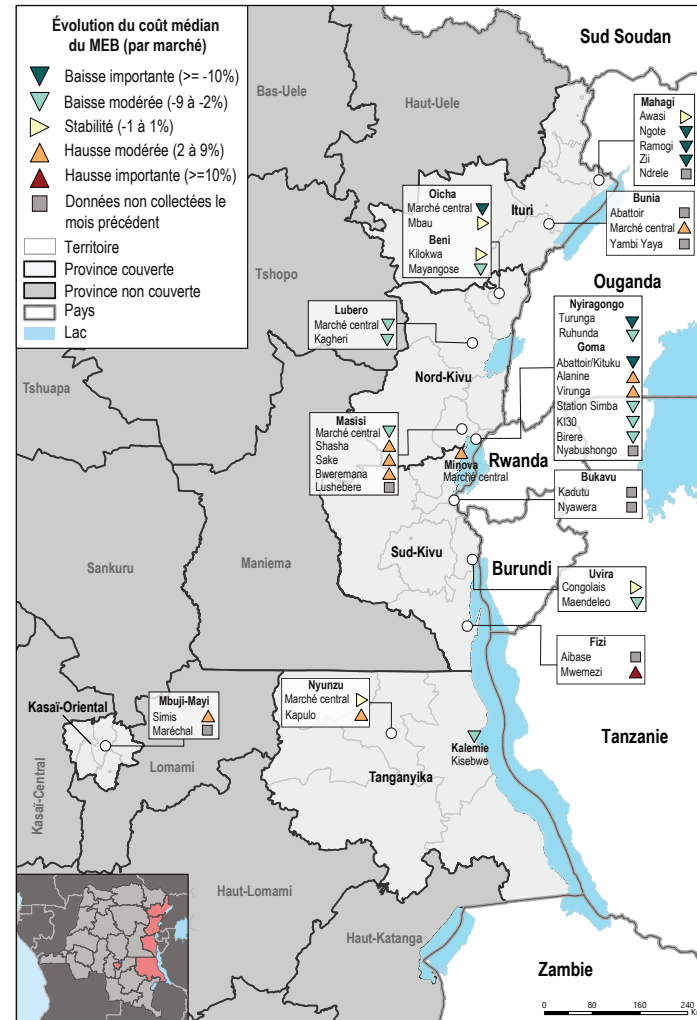 Évolution du coût médian
du MEB (par marché)
Baisse importante (>= -10%)
Baisse modérée (-9 à -2%)
Stabilité (-1 à 1%)
Hausse modérée (2 à 9%)
Hausse importante (>=10%)
Données non collectées le
mois précédent
Territoire
Province couverte
Province non couverte
Pays
Lac
Sud Soudan
Bas-Uele
Haut-Uele
Mahagi
Awasi
Ngote
Ramogi
Zii
Ndrele
Oicha
Marché central
Mbau
Beni
Kilokwa
Mayangose
Ituri
Bunia
Abattoir
Marché central
Yambi Yaya
Tshopo
Ouganda
Lubero
Marché central
Kagheri
Nyiragongo
Turunga
Ruhunda
Goma
Abattoir/Kituku
Alanine
Virunga
Station Simba
KI30
Birere
Nyabushongo
Tshuapa
Nord-Kivu
Masisi
Marché central
Shasha
Sake
Bweremana
Lushebere
Minova
Marché central
Rwanda
Bukavu
Kadutu
Nyawera
Sankuru
Maniema
Sud-Kivu
Burundi
Uvira
Congolais
Maendeleo
Fizi
Aibase
Mwemezi
Kasaï-Oriental
Mbuji-Mayi
Simis
Maréchal
Nyunzu
Marché central
Kapulo
Kalemie
Kisebwe
Tanzanie
Kasaï-Central
Lomami
Tanganyika
Haut-Lomami
Haut-Katanga
Zambie
0 80 160 240